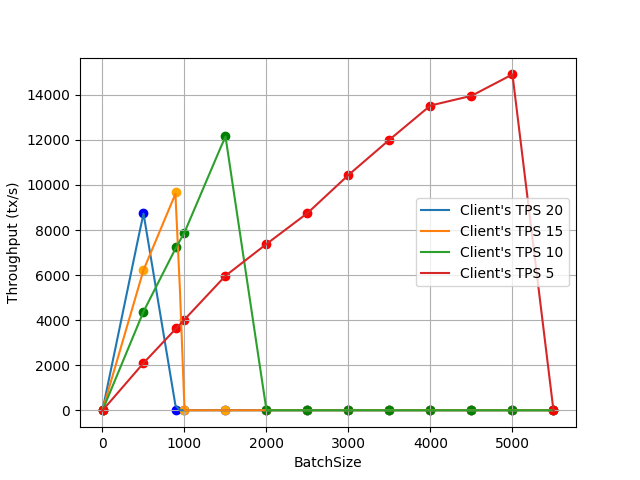 14000
12000
10000
8000
6000
4000
2000
0
Throughput (tx/s)
Client's TPS 20
Client's TPS 15
Client's TPS 10
Client's TPS 5
0 1000 2000 3000 4000 5000
BatchSize